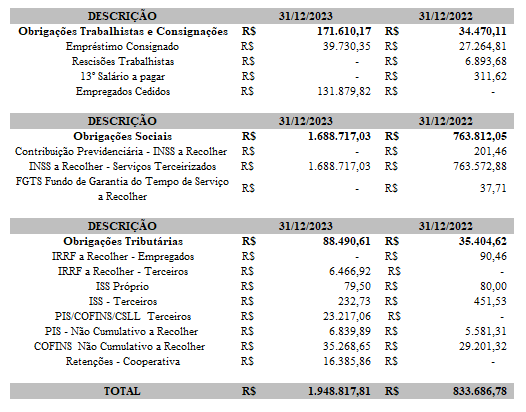 DESCRIÇÃO 31/12/2023 31/12/2022
Obrigações Trabalhistas e Consignações R$ 171.610,17 R$ 34.470,11
Empréstimo Consignado R$ 39.730,35 R$ 27.264,81
Rescisões Trabalhistas R$ - R$ 6.893,68
13º Salário a pagar R$ - R$ 311,62
Empregados Cedidos R$ 131.879,82 R$ -
DESCRIÇÃO 31/12/2023 31/12/2022
Obrigações Sociais R$ 1.688.717,03 R$ 763.812,05
Contribuição Previdenciária - INSS a Recolher R$ - R$ 201,46
INSS a Recolher - Serviços Terceirizados R$ 1.688.717,03 R$ 763.572,88
FGTS Fundo de Garantia do Tempo de Serviço
a Recolher R$ - R$ 37,71
DESCRIÇÃO 31/12/2023 31/12/2022
Obrigações Tributárias R$ 88.490,61 R$ 35.404,62
IRRF a Recolher - Empregados R$ - R$ 90,46
IRRF a Recolher - Terceiros R$ 6.466,92 R$ -
ISS Próprio R$ 79,50 R$ 80,00
ISS - Terceiros R$ 232,73 R$ 451,53
PIS/COFINS/CSLL Terceiros R$ 23.217,06 R$ -
PIS - Não Cumulativo a Recolher R$ 6.839,89 R$ 5.581,31
COFINS Não Cumulativo a Recolher R$ 35.268,65 R$ 29.201,32
Retenções - Cooperativa R$ 16.385,86 R$ -
TOTAL R$ 1.948.817,81 R$ 833.686,78